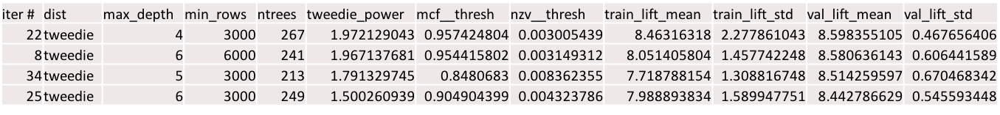 iter # dist max_depth min_rows ntrees tweedie_power mcf__thresh nzv__thresh train_lift_mean train_lift_std val_lift_mean val_lift_std
22 tweedie 4 3000 267 1.972129043 0.957424804 0.003005439 8.46316318 2.277861043 8.598355105 0.467656406
8 tweedie 6 6000 241 1.967137681 0.954415802 0.003149312 8.051405804 1.457742248 8.580636143 0.606441589
34 tweedie 5 3000 213 1.791329745 0.8480683 0.008362355 7.718788154 1.308816748 8.514259597 0.670468342
25 tweedie 6 3000 249 1.500260939 0.904904399 0.004323786 7.988893834 1.589947751 8.442786629 0.545593448